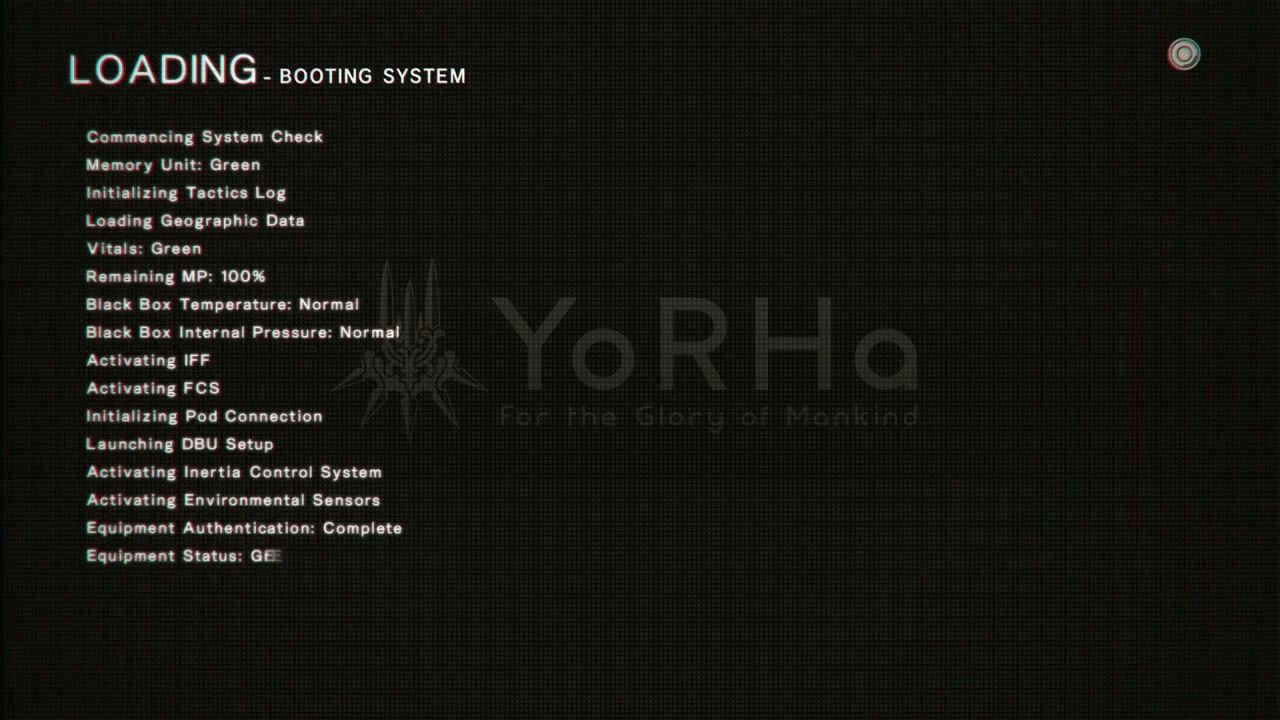 LOADING - BOOTING SYSTEM
Commencing System Check
Memory Unit: Green
Initializing Tactics Log
Loading Geographic Data
Vitals: Green
Remaining MP: 100%
Black Box Temperature: Normal
Black Box Internal Pressure: Normal
Activating IFF
Activating FCS
Initializing Pod Connection
Launching DBU Setup
Activating Inertia Control System
Activating Environmental Sensors
Equipment Authentication: Complete
Equipment Status:
YoRHa
For the Glory of Mankind